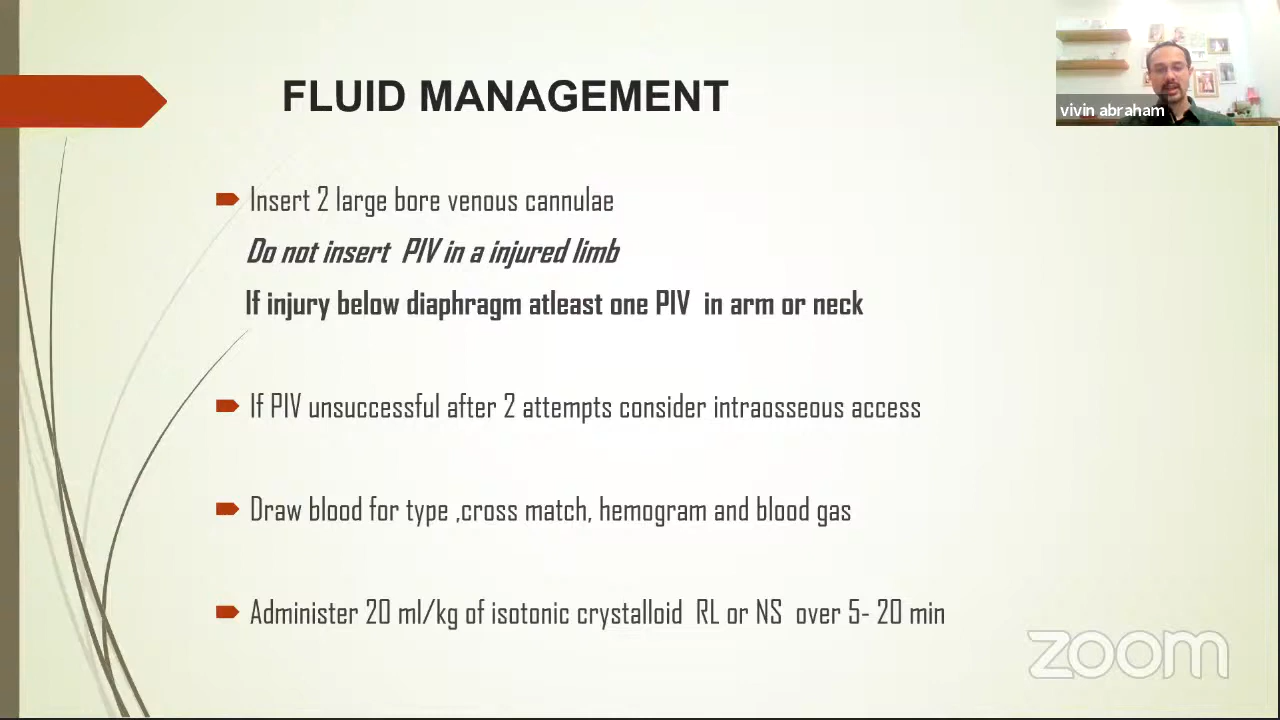 FLUID MANAGEMENT
vivin abraham
Insert 2 large bore venous cannulae
Do not insert PIV in a injured limb
If injury below diaphragm atleast one PIV in arm or neck
If PIV unsuccessful after 2 attempts consider intraosseous access
Draw blood for type ,cross match, hemogram and blood gas
Administer 20 ml/kg of isotonic crystalloid RL or NS over 5- 20 min
zoom